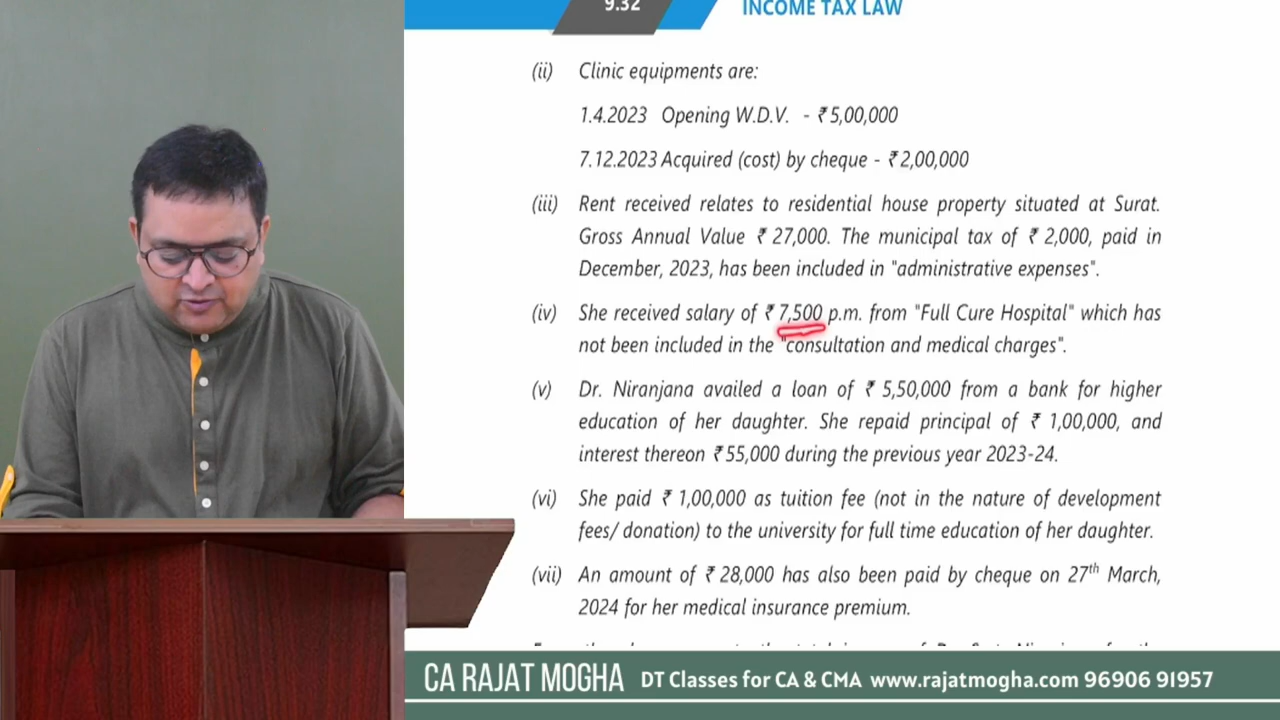 9.32 INCOME TAX LAW
(ii) Clinic equipments are:
1.4.2023 Opening W.D.V. - ₹ 5,00,000
7.12.2023 Acquired (cost) by cheque - ₹ 2,00,000
(iii) Rent received relates to residential house property situated at Surat.
Gross Annual Value ₹ 27,000. The municipal tax of ₹ 2,000, paid in
December, 2023, has been included in "administrative expenses".
(iv) She received salary of ₹ 7,500 p.m. from "Full Cure Hospital" which has
not been included in the "consultation and medical charges".
(v) Dr. Niranjana availed a loan of ₹ 5,50,000 from a bank for higher
education of her daughter. She repaid principal of ₹ 1,00,000, and
interest thereon ₹ 55,000 during the previous year 2023-24.
(vi) She paid ₹ 1,00,000 as tuition fee (not in the nature of development
fees/ donation) to the university for full time education of her daughter.
(vii) An amount of ₹ 28,000 has also been paid by cheque on 27th March,
2024 for her medical insurance premium.
CA RAJAT MOGHA DT Classes for CA & CMA www.rajatmogha.com 96906 91957